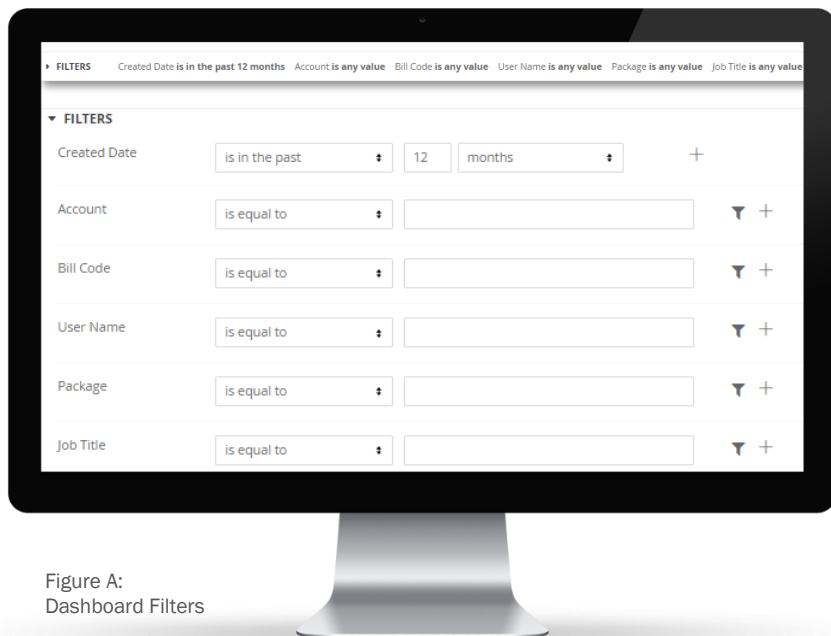 FILTERS Created Date is in the past 12 months Account is any value Bill Code is any value User Name is any value Package is any value Job Title is any value
FILTERS
Created Date is in the past 12 months
Account is equal to
Bill Code is equal to
User Name is equal to
Package is equal to
Job Title is equal to
Figure A:
Dashboard Filters